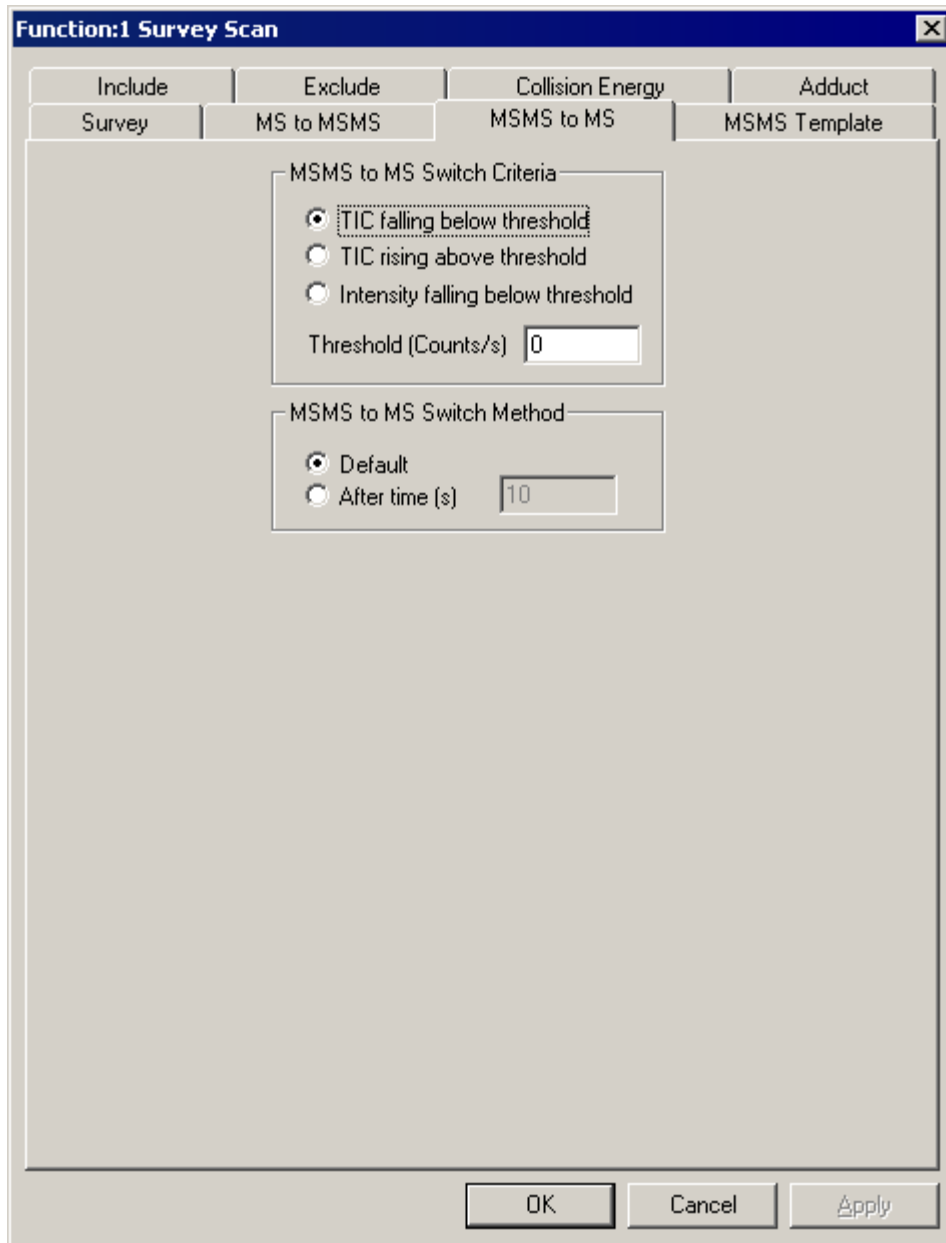 Function:1 Survey Scan
Include Exclude Collision Energy Adduct
Survey MS to MSMS MSMS to MS MSMS Template
MSMS to MS Switch Criteria
TIC falling below threshold
TIC rising above threshold
Intensity falling below threshold
Threshold (Counts/s) 0
MSMS to MS Switch Method
Default
After time (s) 10
OK Cancel Apply